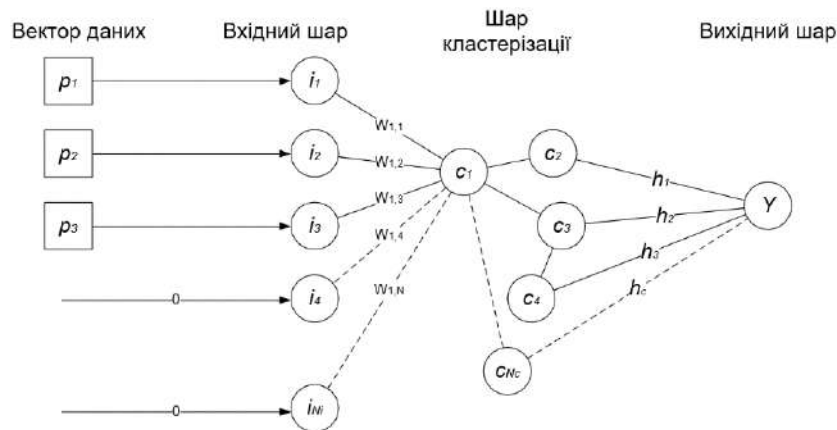 Вектор даних
Вхідний шар
Шар
кластерізації
Вихідний шар
p1
i1
w1,1
p2
i2
w1,2
c1
c2
h1
p3
i3
w1,3
c3
h2
Y
w1,4
h3
0
i4
w1,N
c4
hc
cNc
0
iNi